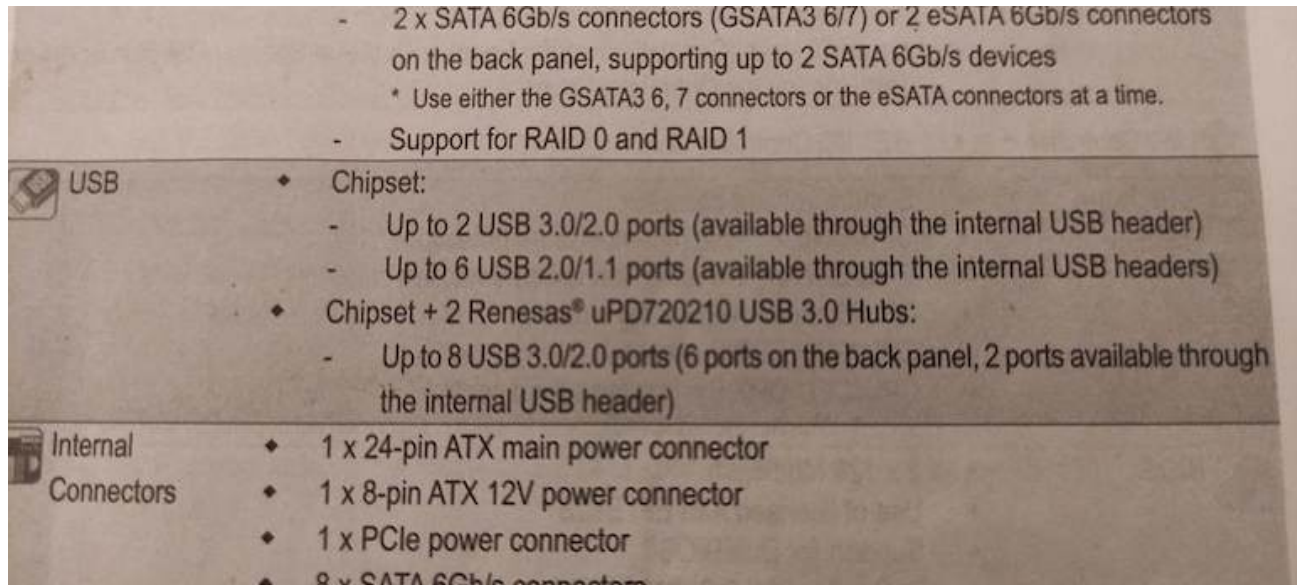 - 2 x SATA 6Gb/s connectors (GSATA3 6/7) or 2 eSATA 6Gb/s connectors
on the back panel, supporting up to 2 SATA 6Gb/s devices
* Use either the GSATA3 6, 7 connectors or the eSATA connectors at a time.
- Support for RAID 0 and RAID 1
USB ◆ Chipset:
- Up to 2 USB 3.0/2.0 ports (available through the internal USB header)
- Up to 6 USB 2.0/1.1 ports (available through the internal USB headers)
◆ Chipset + 2 Renesas® uPD720210 USB 3.0 Hubs:
- Up to 8 USB 3.0/2.0 ports (6 ports on the back panel, 2 ports available through
the internal USB header)
Internal ◆ 1 x 24-pin ATX main power connector
Connectors ◆ 1 x 8-pin ATX 12V power connector
◆ 1 x PCIe power connector
◆ 8 x SATA 6Gb/s connectors